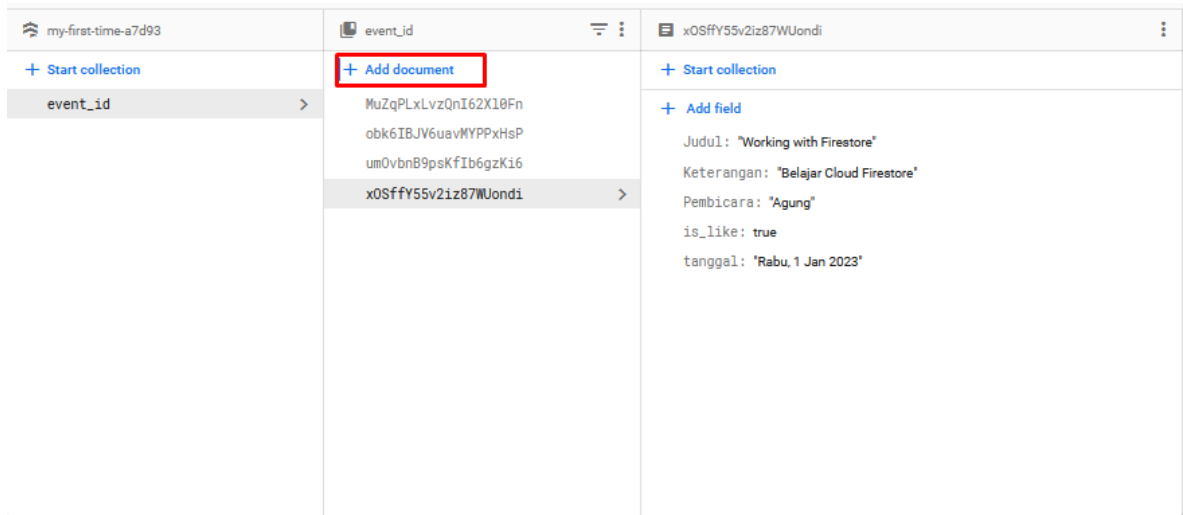 my-first-time-a7d93
+ Start collection
event_id
event_id
+ Add document
MuZqPLxLvzQnI62Xl0Fn
obk6IBJV6uavMYPPxHsP
umOvbnB9psKfIb6gzKi6
xOSffY55v2iz87WUondi
xOSffY55v2iz87WUondi
+ Start collection
+ Add field
Judul: "Working with Firestore"
Keterangan: "Belajar Cloud Firestore"
Pembicara: "Agung"
is_like: true
tanggal: "Rabu, 1 Jan 2023"